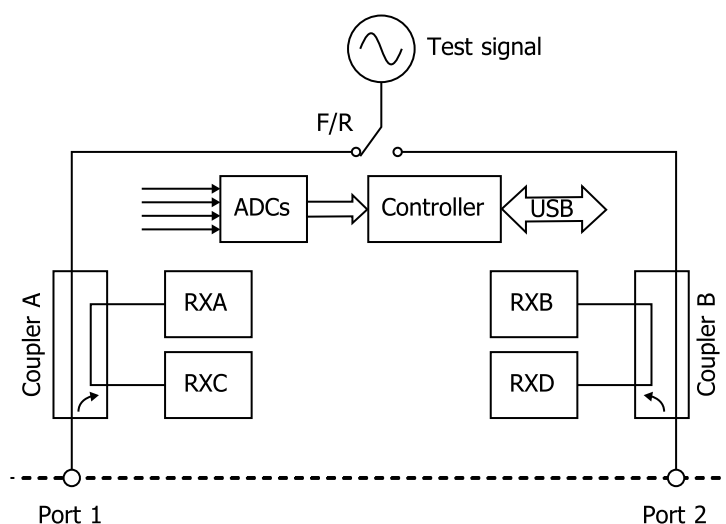 Test signal
F/R
ADCs
Controller
USB
Coupler A
RXA
RXB
Coupler B
RXC
RXD
Port 1
Port 2